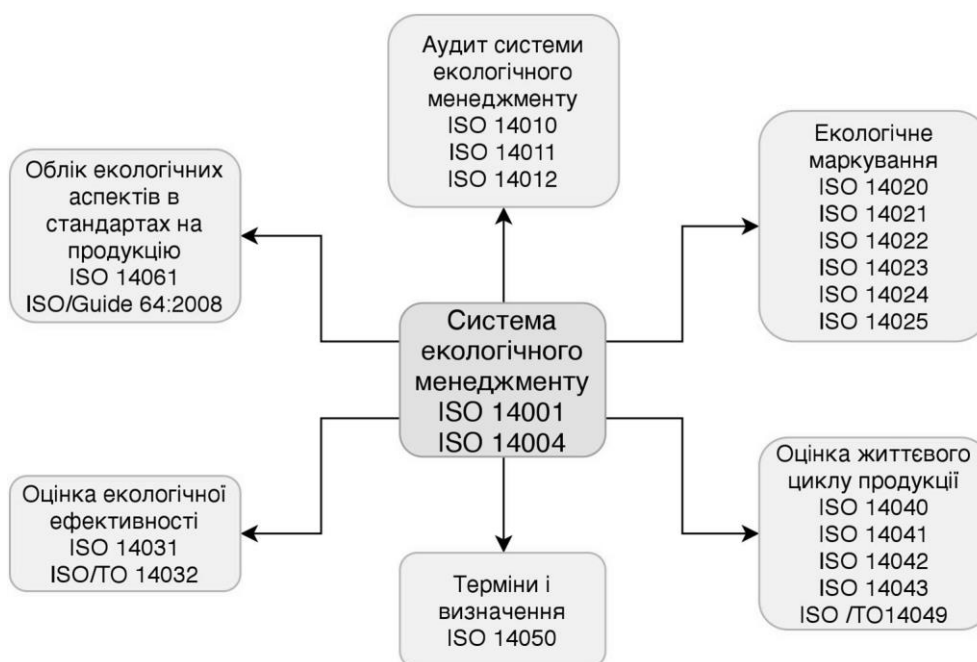 Аудит системи
екологічного
менеджменту
ISO 14010
ISO 14011
ISO 14012
Облік екологічних
аспектів в
стандартах на
продукцію
ISO 14061
ISO/Guide 64:2008
Екологічне
маркування
ISO 14020
ISO 14021
ISO 14022
ISO 14023
ISO 14024
ISO 14025
Система
екологічного
менеджменту
ISO 14001
ISO 14004
Оцінка екологічної
ефективності
ISO 14031
ISO/TO 14032
Терміни і
визначення
ISO 14050
Оцінка життєвого
циклу продукції
ISO 14040
ISO 14041
ISO 14042
ISO 14043
ISO /TO14049